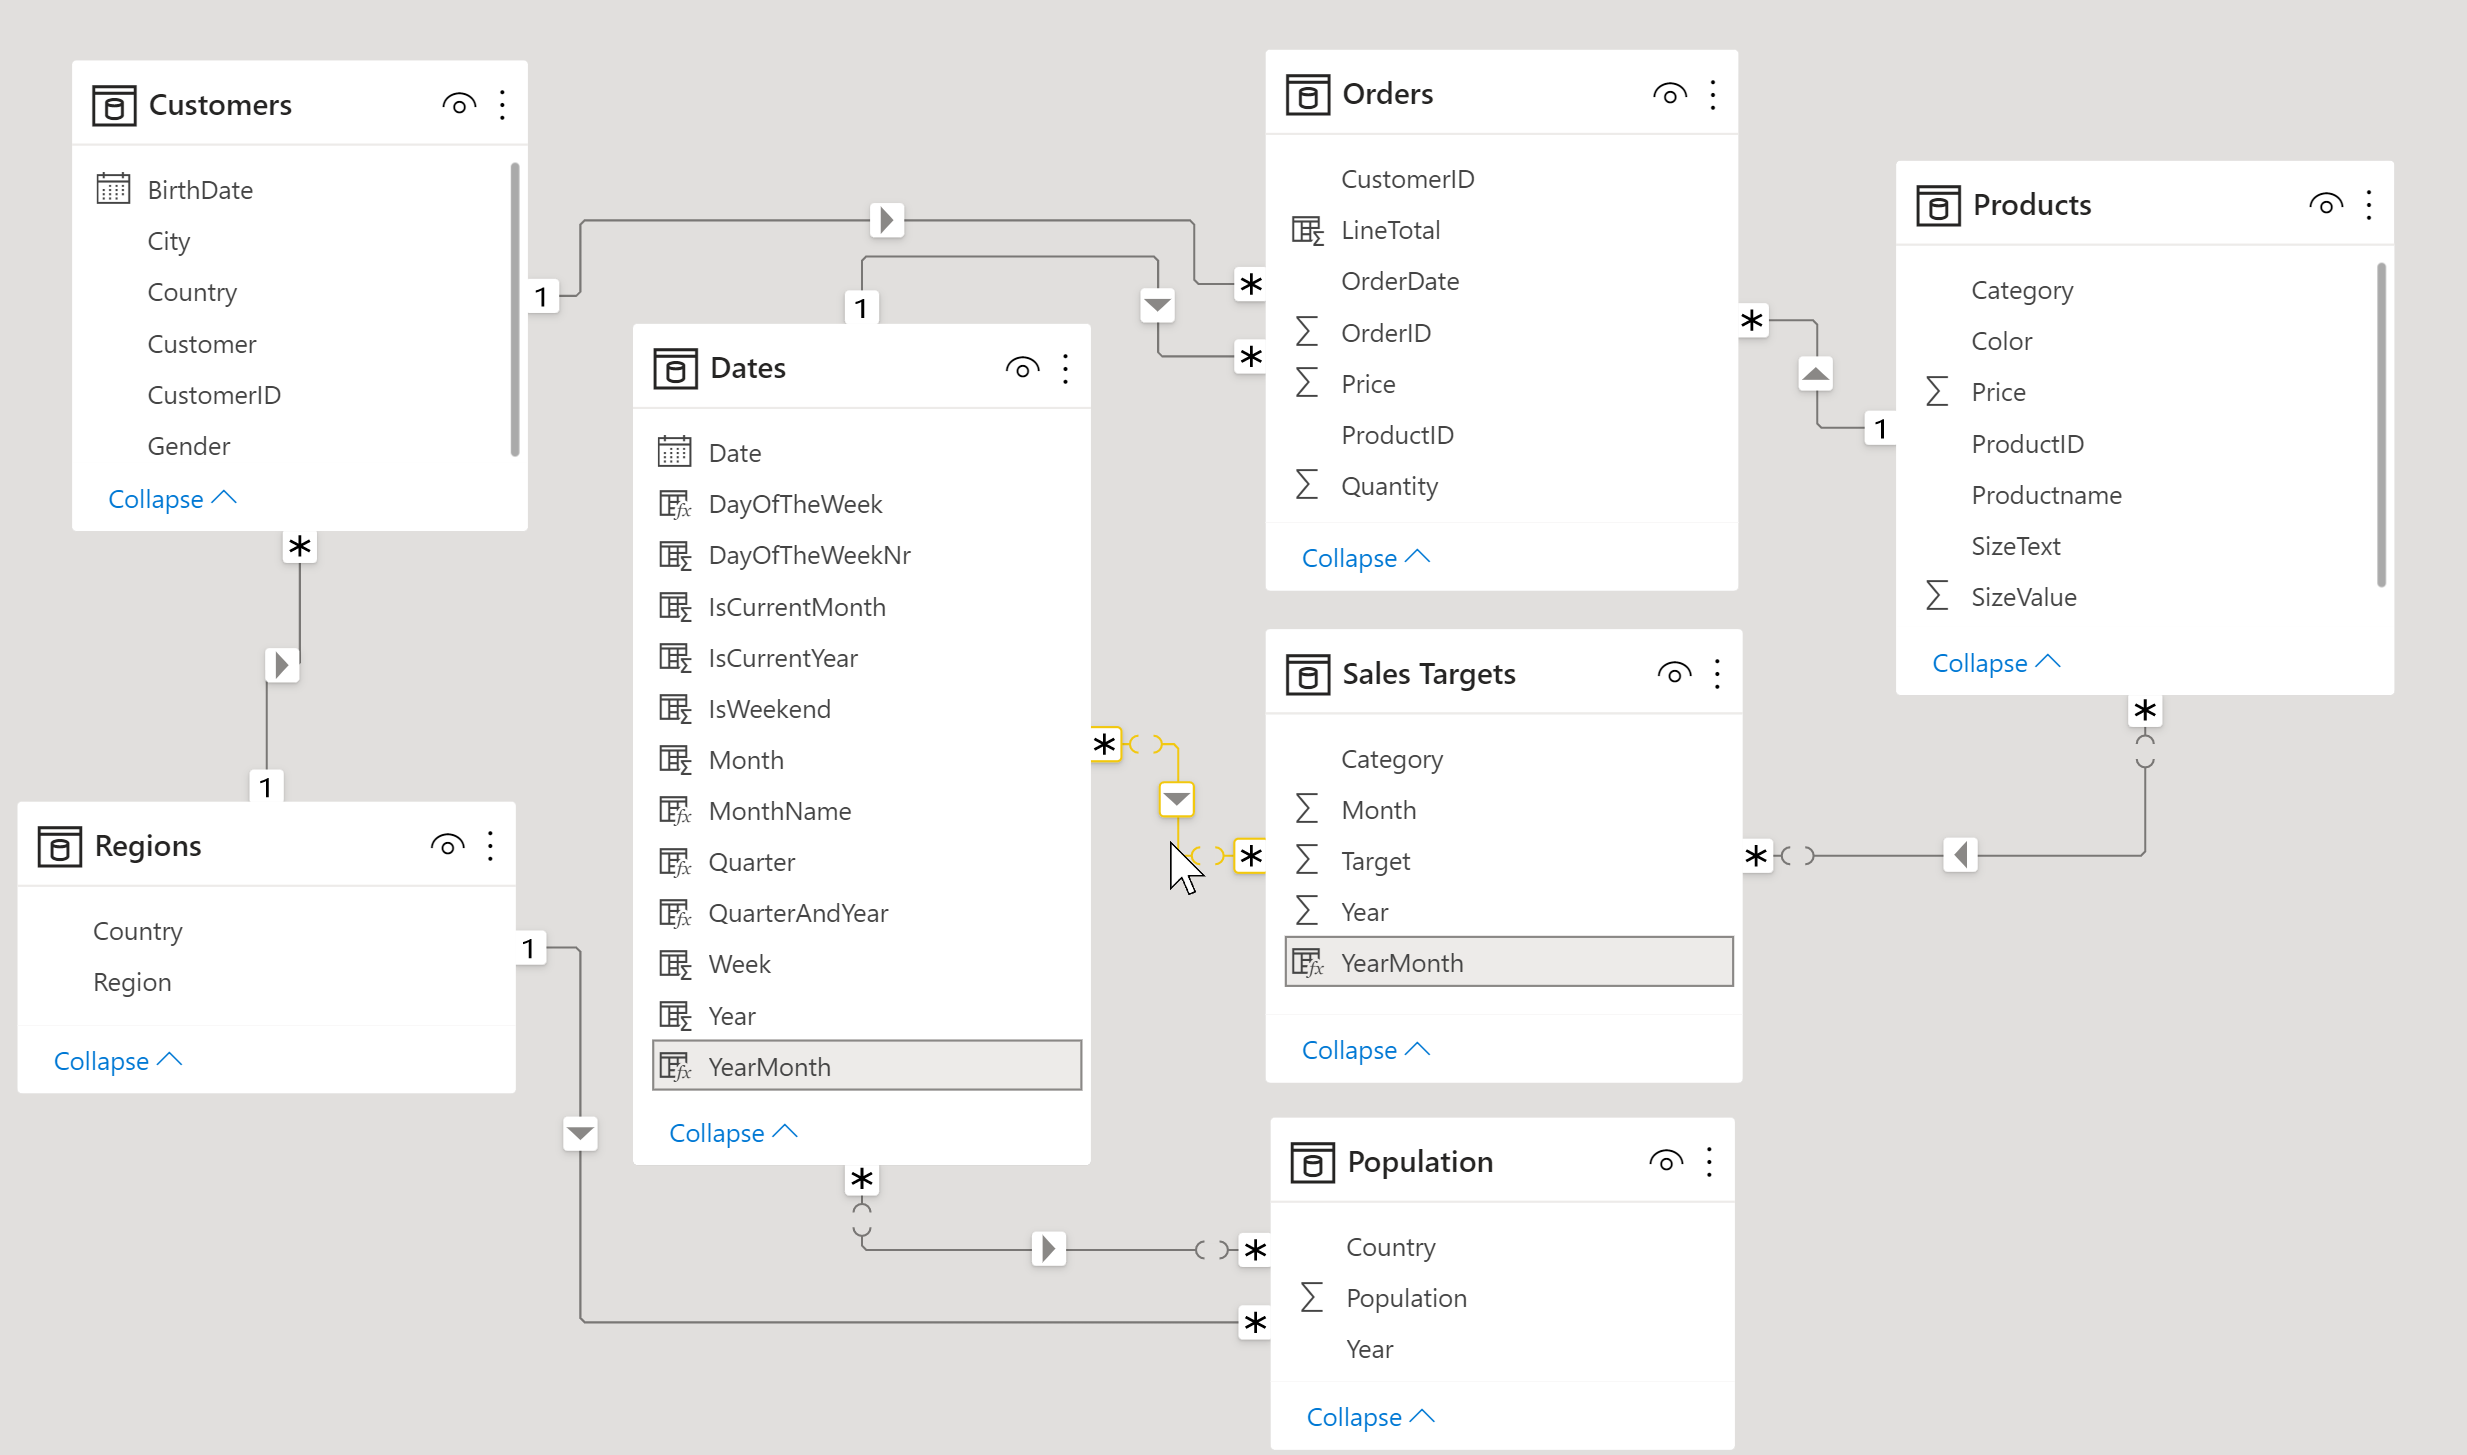 Customers
BirthDate
City
Country
Customer
CustomerID
Gender
Collapse
1
*
Regions
Country
Region
Collapse
1
1
Dates
Date
DayOfTheWeek
DayOfTheWeekNr
IsCurrentMonth
IsCurrentYear
IsWeekend
Month
MonthName
Quarter
QuarterAndYear
Week
Year
YearMonth
Collapse
1
*
*
Orders
CustomerID
LineTotal
OrderDate
OrderID
Price
ProductID
Quantity
Collapse
*
*
*
Sales Targets
Category
Month
Target
Year
YearMonth
Collapse
*
*
Population
Country
Population
Year
Collapse
*
*
Products
Category
Color
Price
ProductID
Productname
SizeText
SizeValue
Collapse
1
*